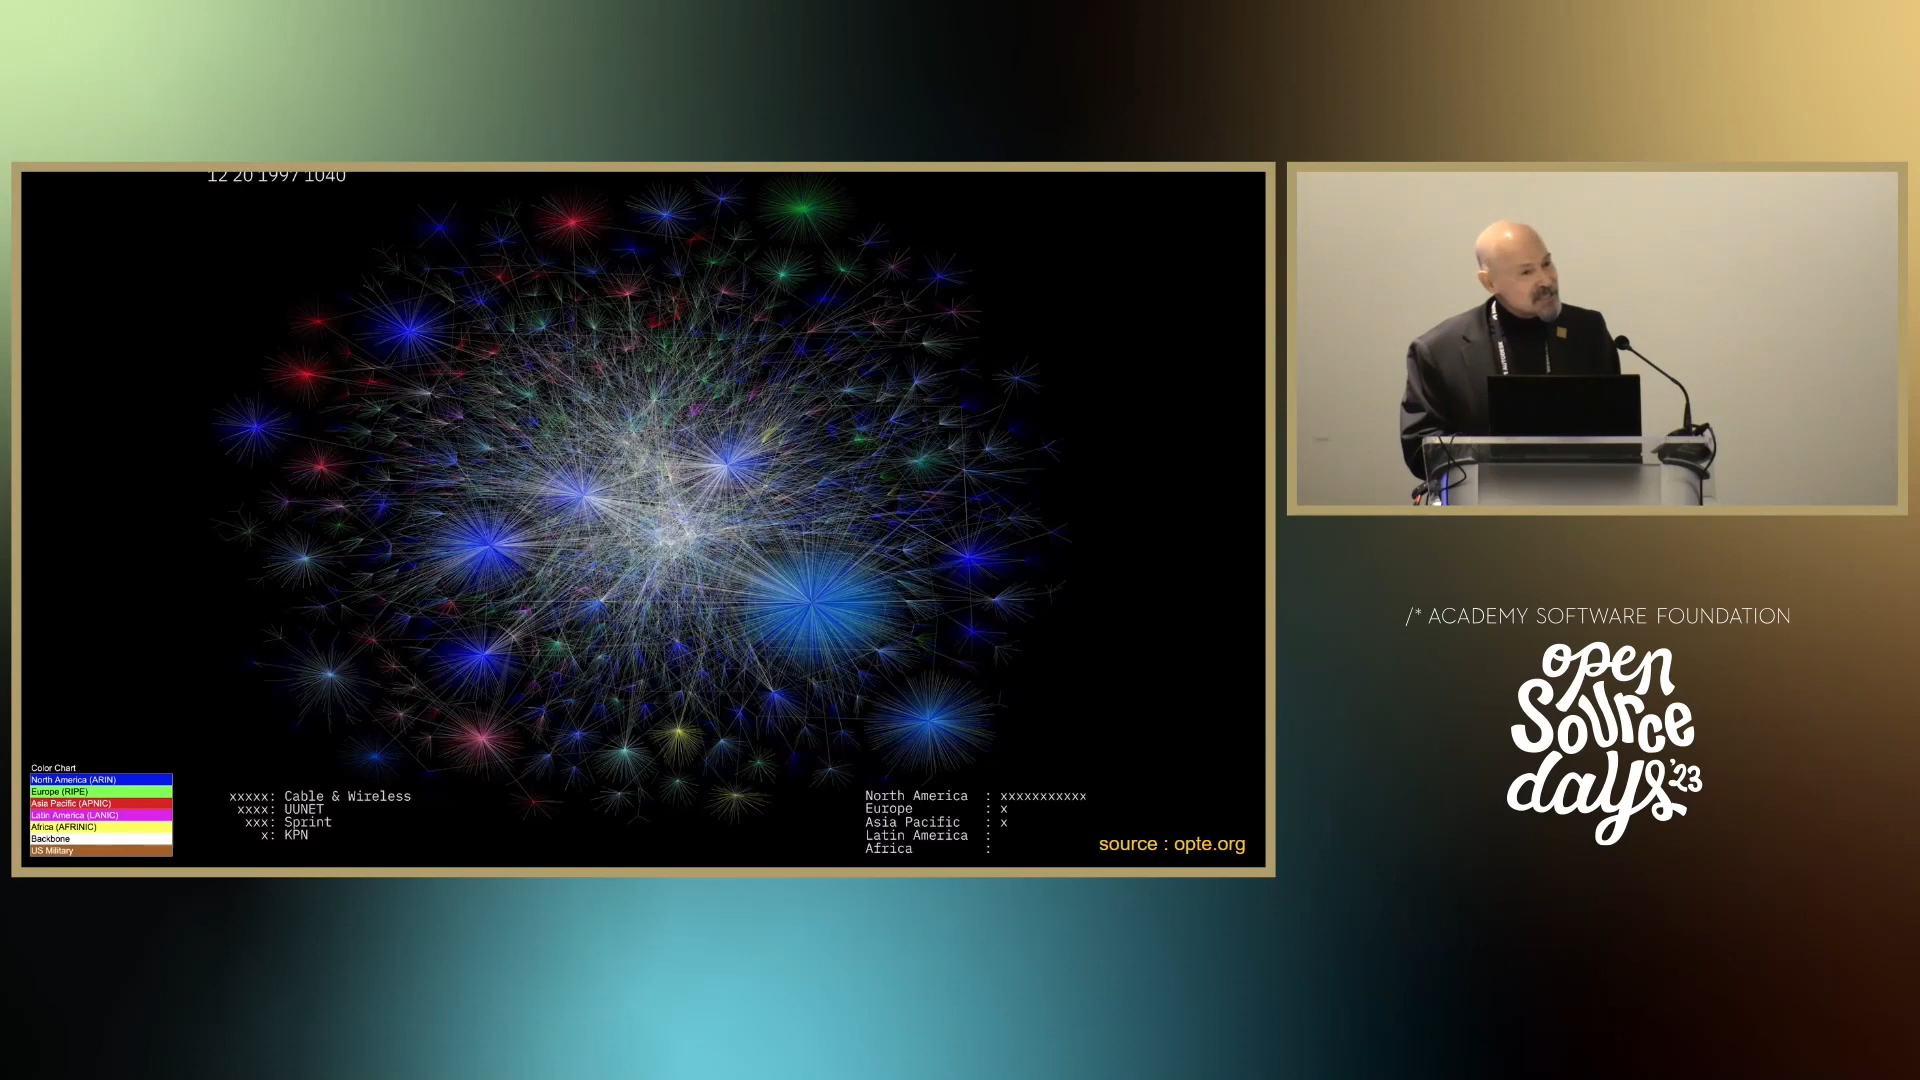 12 20 1997 1040
Color Chart
North America (ARIN)
Europe (RIPE)
Asia Pacific (APNIC)
Latin America (LANIC)
Africa (AFRINIC)
Backbone
US Military
xxxxx: Cable & Wireless
xxxx: UUNET
xxx: Sprint
x: KPN
North America : xxxxxxxxxxx
Europe : x
Asia Pacific : x
Latin America :
Africa :
source : opte.org
/* ACADEMY SOFTWARE FOUNDATION
open
Source
days '23